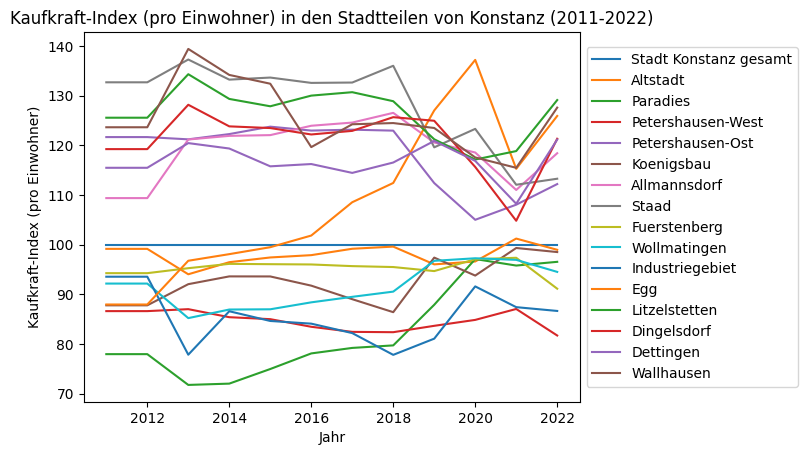 Kaufkraft-Index (pro Einwohner) in den Stadtteilen von Konstanz (2011-2022)
Kaufkraft-Index (pro Einwohner)
140
130
120
110
100
90
80
70
2012
2014
2016
2018
2020
2022
Jahr
Stadt Konstanz gesamt
Altstadt
Paradies
Petershausen-West
Petershausen-Ost
Koenigsbau
Allmannsdorf
Staad
Fuerstenberg
Wollmatingen
Industriegebiet
Egg
Litzelstetten
Dingelsdorf
Dettingen
Wallhausen